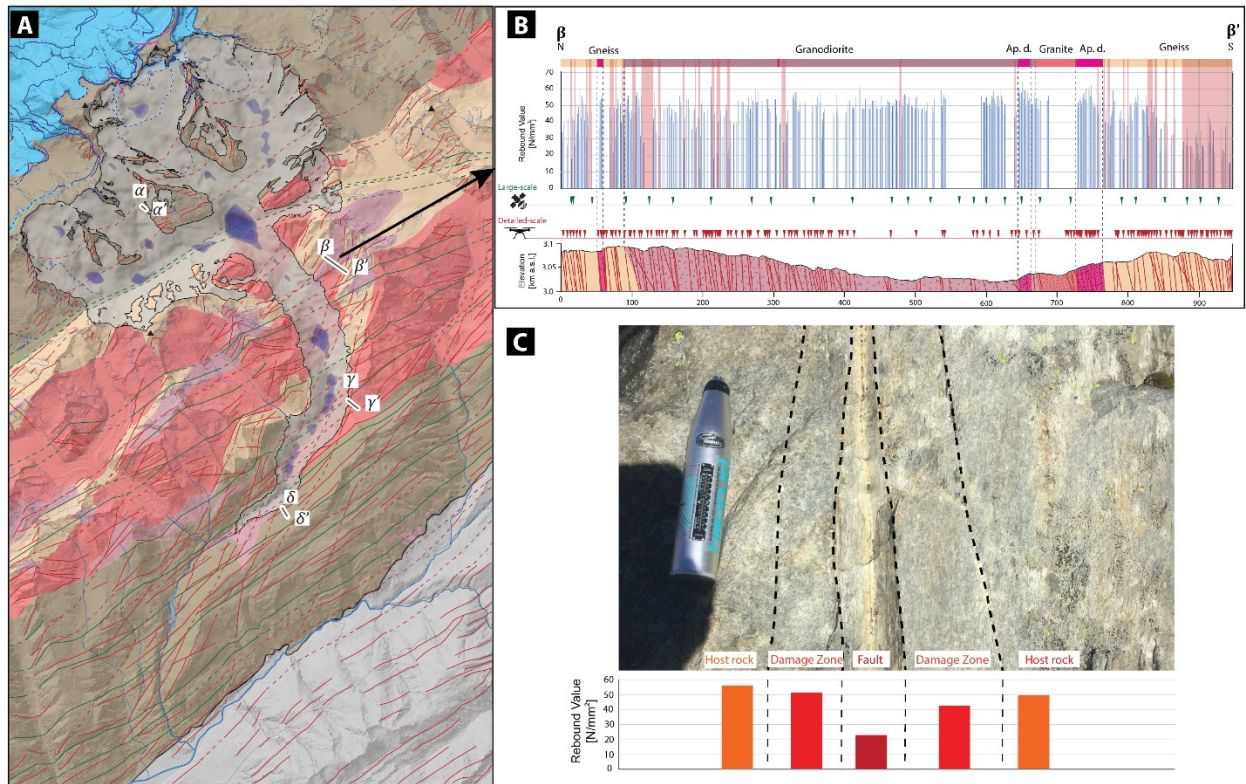 A
α
α'
β
β'
γ
γ'
δ
δ'
B
β
N
β'
S
Gneiss
Granodiorite
Ap. d.
Granite
Ap. d.
Gneiss
Rebound Value
[N/mm²]
70
60
50
40
30
20
10
0
Large-scale
Detailed-scale
Elevation
[km a.s.l.]
3.1
3.05
3.0
0
100
200
300
400
500
600
700
800
900
C
Host rock
Damage Zone
Fault
Damage Zone
Host rock
Rebound Value
[N/mm²]
60
50
40
30
20
10
0